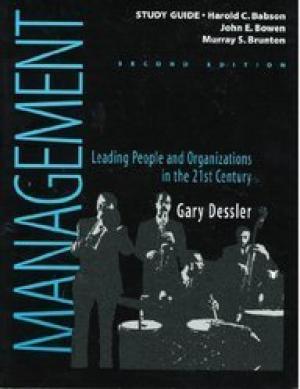 MANAGEMENT
STUDY GUIDE • Harold C. Babson
John E. Bowen
Murray S. Brunten
SECOND EDITION
Leading People and Organizations
in the 21st Century
Gary Dessler